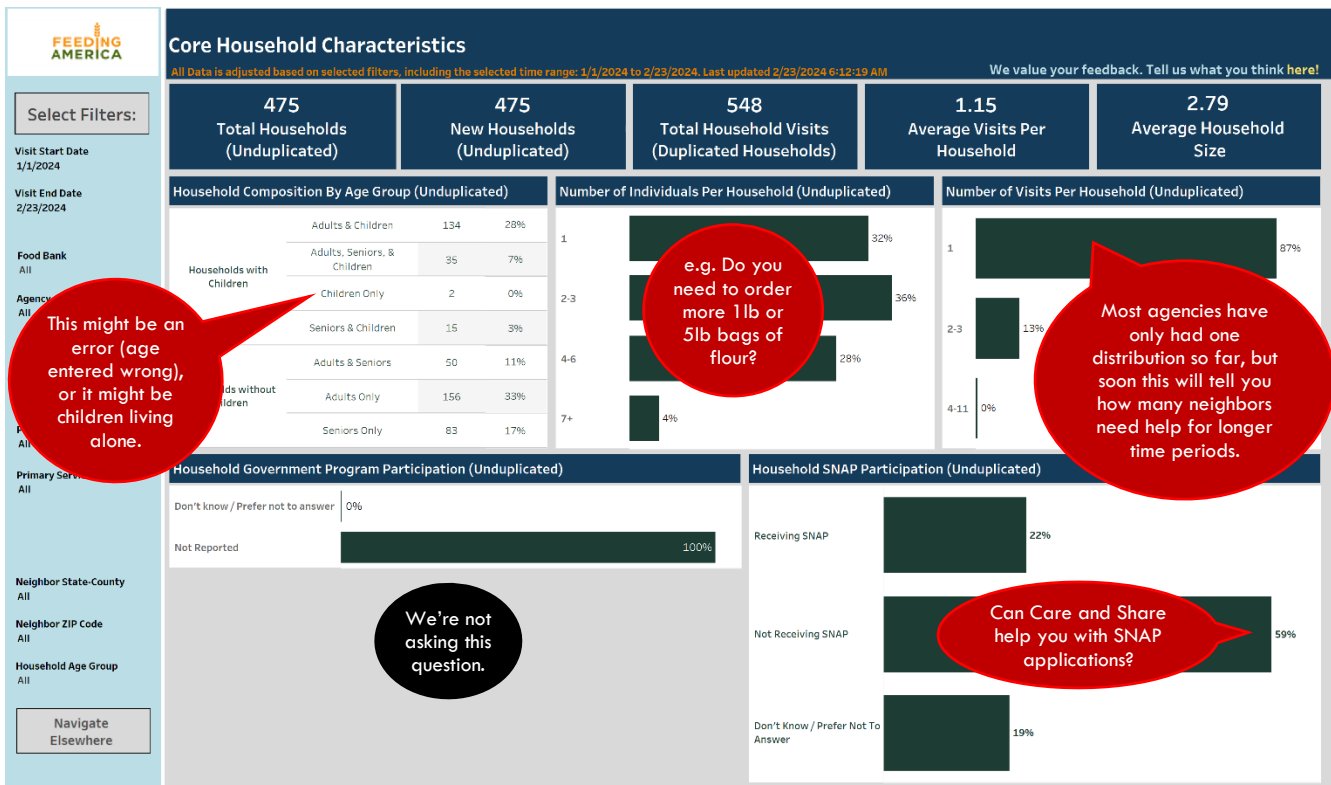 FEEDING
AMERICA
Core Household Characteristics
All Data is adjusted based on selected filters, including the selected time range: 1/1/2024 to 2/23/2024. Last updated 2/23/2024 6:12:19 AM
We value your feedback. Tell us what you think here!
Select Filters:
Visit Start Date
1/1/2024
Visit End Date
2/23/2024
Food Bank
All
Agency
All
All
Primary
All
Neighbor State-County
All
Neighbor ZIP Code
All
Household Age Group
All
Navigate
Elsewhere
475
Total Households
(Unduplicated)
475
New Households
(Unduplicated)
548
Total Household Visits
(Duplicated Households)
1.15
Average Visits Per
Household
2.79
Average Household
Size
Household Composition By Age Group (Unduplicated)
Households with
Children
Adults & Children 134 28%
Adults, Seniors, &
Children
35 7%
Children Only 2 0%
Seniors & Children 15 3%
without
Adults & Seniors 50 11%
Adults Only 156 33%
Seniors Only 83 17%
This might be an
error (age
entered wrong),
or it might be
children living
alone.
Number of Individuals Per Household (Unduplicated)
1 32%
2-3 36%
4-6 28%
7+ 4%
e.g. Do you
need to order
more 1lb or
5lb bags of
flour?
Number of Visits Per Household (Unduplicated)
1 87%
2-3 13%
4-11 0%
Most agencies have
only had one
distribution so far, but
soon this will tell you
how many neighbors
need help for longer
time periods.
Household Government Program Participation (Unduplicated)
Don't know / Prefer not to answer 0%
Not Reported 100%
We're not
asking this
question.
Household SNAP Participation (Unduplicated)
Receiving SNAP 22%
Not Receiving SNAP 59%
Can Care and Share
help you with SNAP
applications?
Don't Know / Prefer Not To
Answer
19%